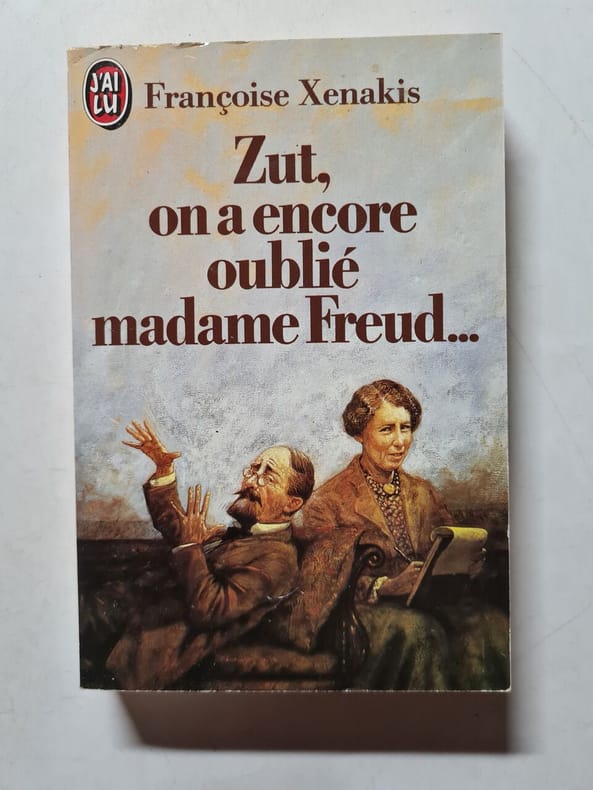 J'AI
LU
Françoise Xenakis
Zut,
on a encore
oublié
madame Freud...